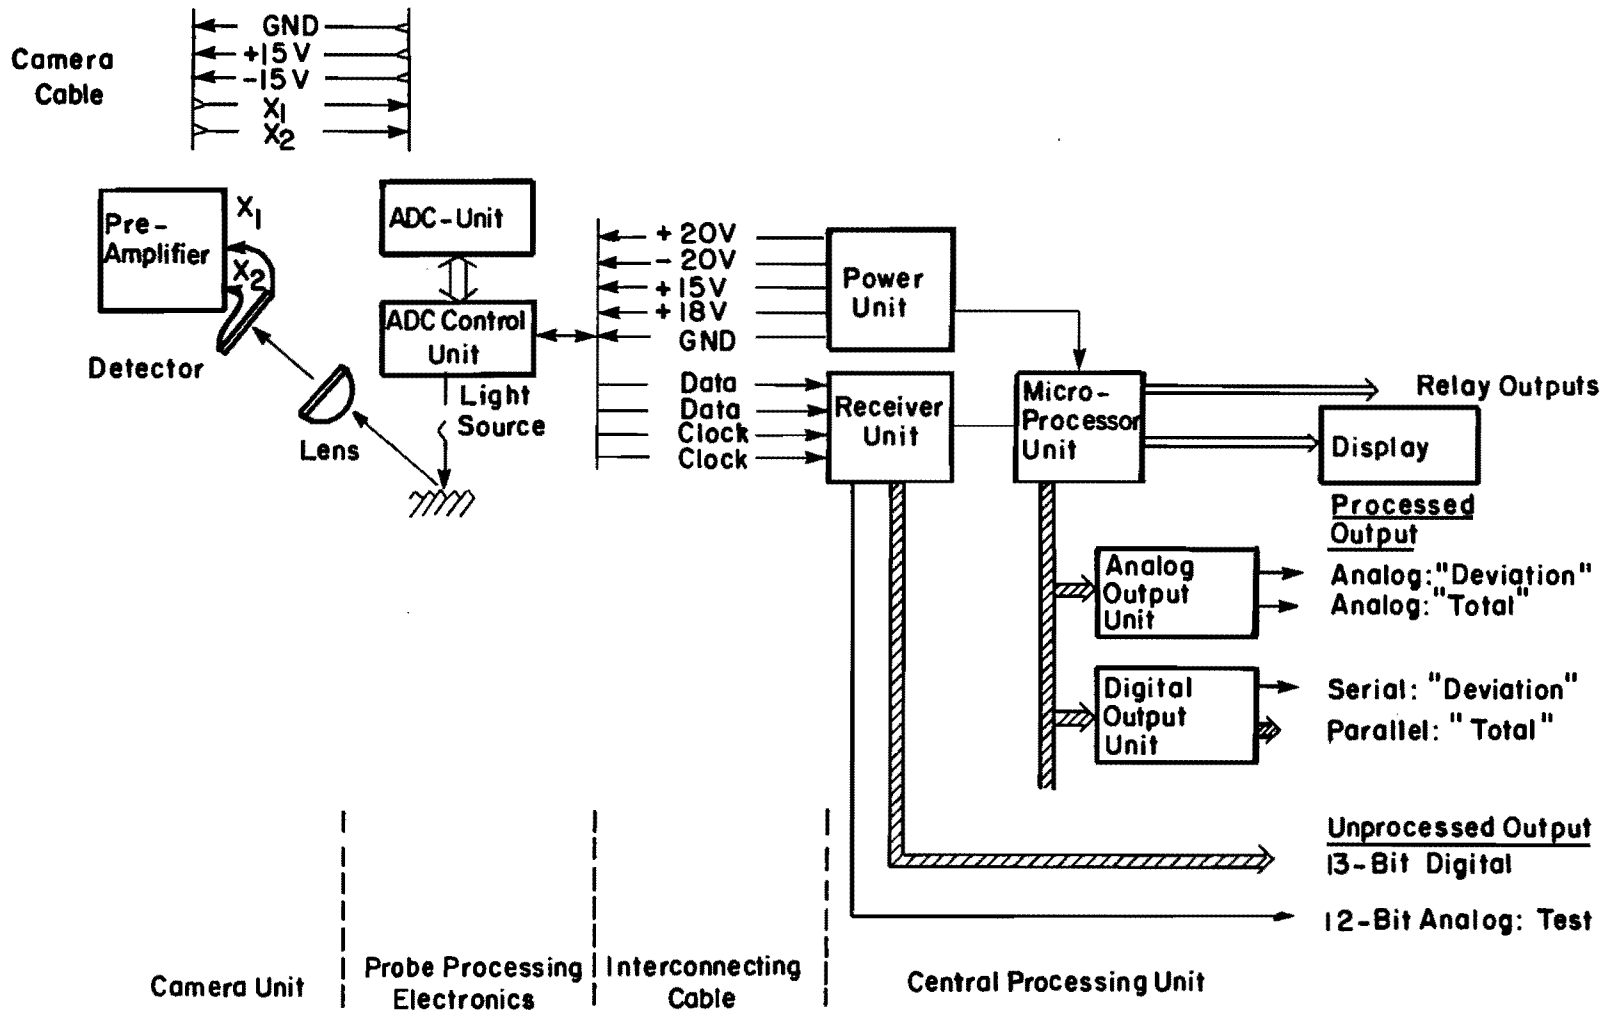 Camera
Cable
GND
+15V
-15V
X1
X2
Pre-
Amplifier
X1
X2
Detector
Lens
ADC-Unit
ADC Control
Unit
Light
Source
+20V
-20V
+15V
+18V
GND
Data
Data
Clock
Clock
Power
Unit
Receiver
Unit
Micro-
Processor
Unit
Relay Outputs
Display
Processed
Output
Analog
Output
Unit
Analog: "Deviation"
Analog: "Total"
Digital
Output
Unit
Serial: "Deviation"
Parallel: "Total"
Unprocessed Output
13-Bit Digital
12-Bit Analog: Test
Camera Unit
Probe Processing
Electronics
Interconnecting
Cable
Central Processing Unit